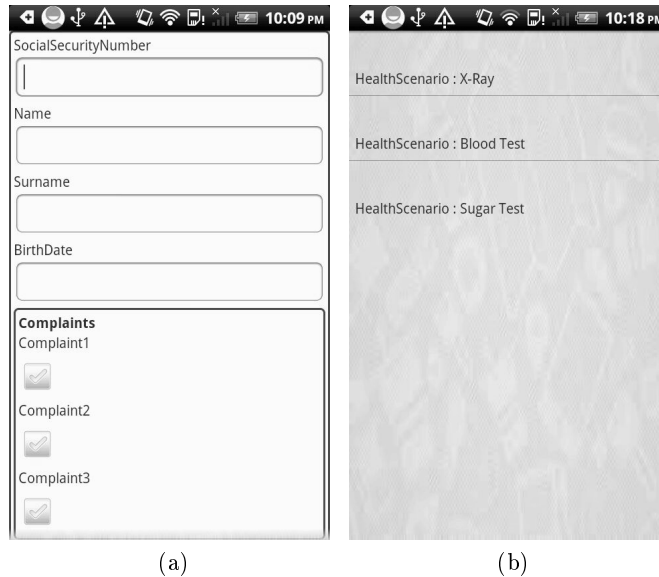 10:09 PM
SocialSecurityNumber
Name
Surname
BirthDate
Complaints
Complaint1
Complaint2
Complaint3
(a)
10:18 PM
HealthScenario : X-Ray
HealthScenario : Blood Test
HealthScenario : Sugar Test
(b)